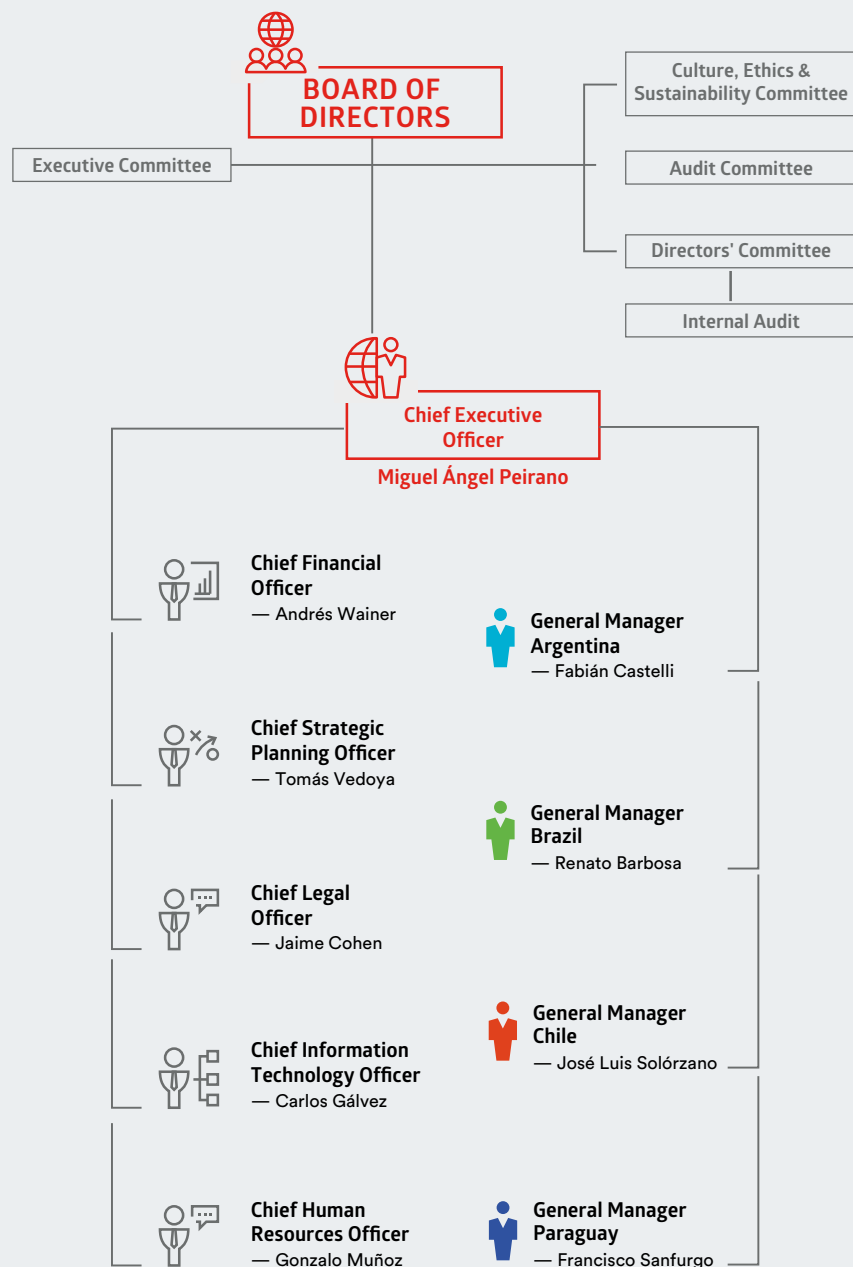 BOARD OF
DIRECTORS
Culture, Ethics &
Sustainability Committee
Executive Committee
Audit Committee
Directors' Committee
Internal Audit
Chief Executive
Officer
Miguel Ángel Peirano
Chief Financial
Officer
— Andrés Wainer
General Manager
Argentina
— Fabián Castelli
Chief Strategic
Planning Officer
— Tomás Vedoya
General Manager
Brazil
— Renato Barbosa
Chief Legal
Officer
— Jaime Cohen
General Manager
Chile
— José Luis Solórzano
Chief Information
Technology Officer
— Carlos Gálvez
Chief Human
Resources Officer
— Gonzalo Muñoz
General Manager
Paraguay
— Francisco Sanfurgo